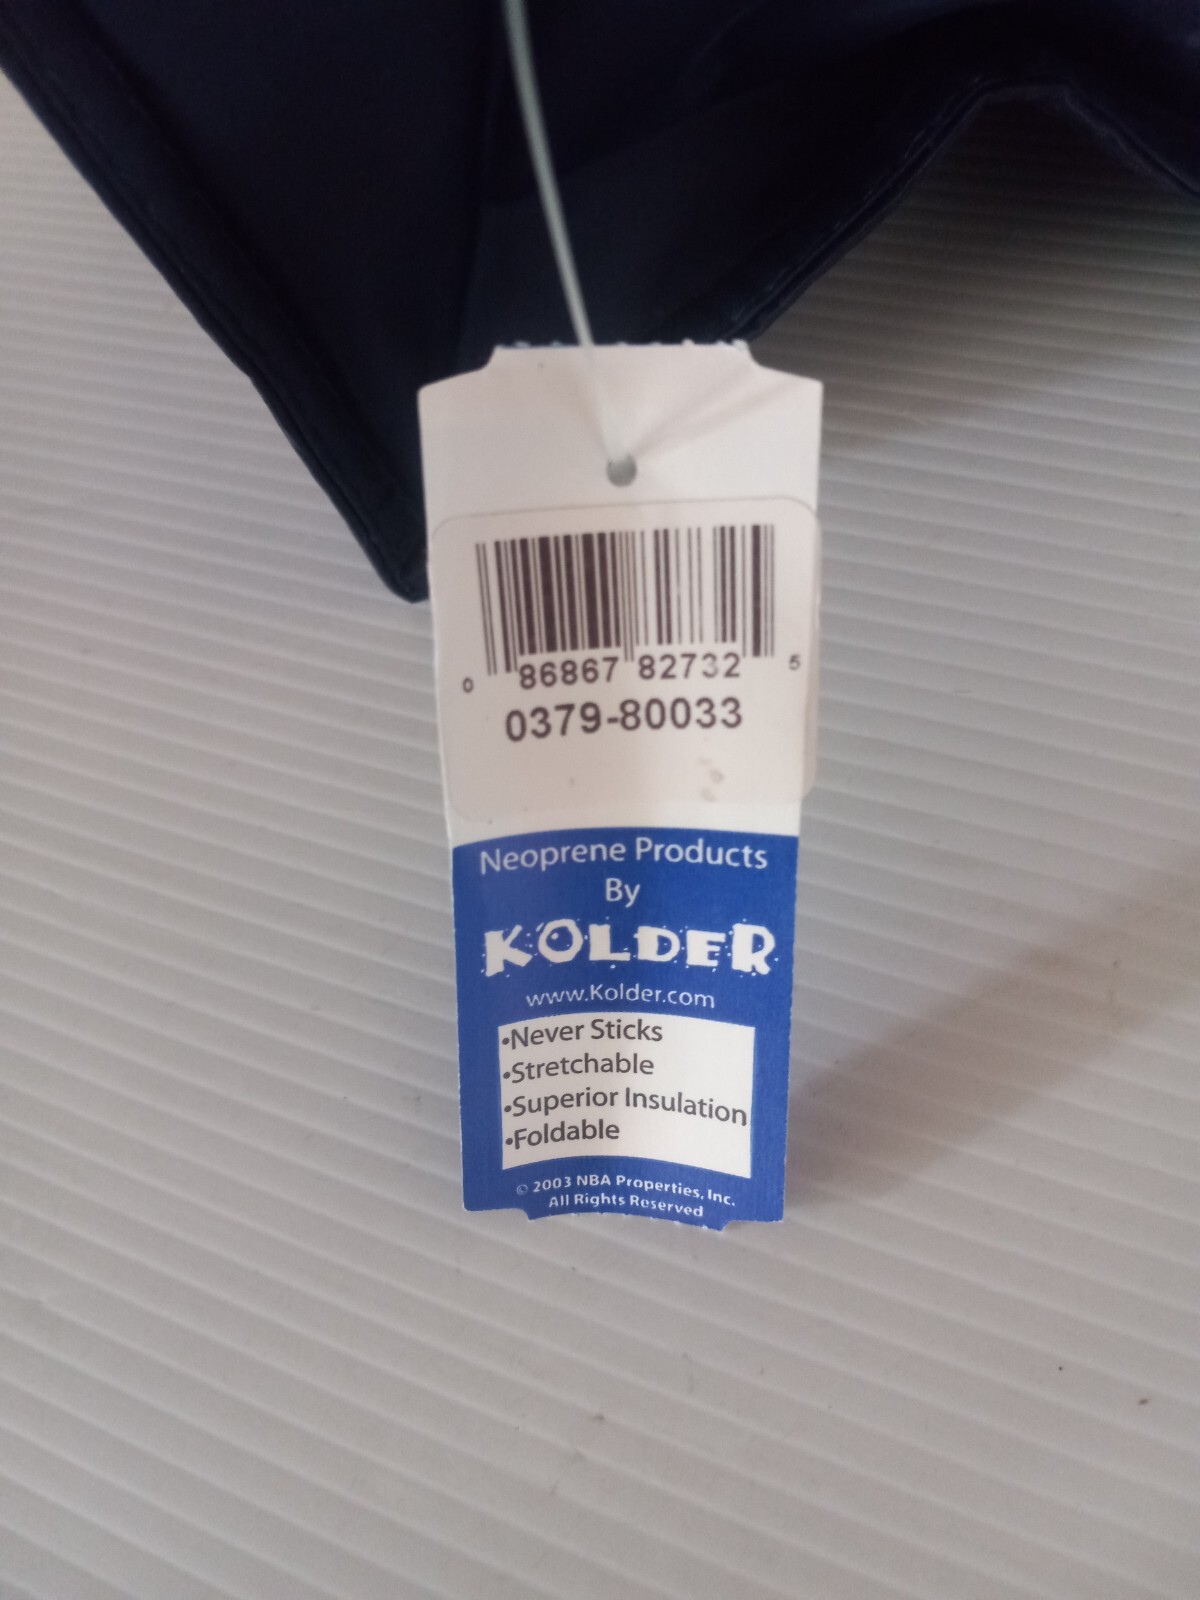 0 86867 82732 5
0379-80033
Neoprene Products
By
KOLDER
www.Kolder.com
•Never Sticks
•Stretchable
•Superior Insulation
•Foldable
© 2003 NBA Properties, Inc.
All Rights Reserved